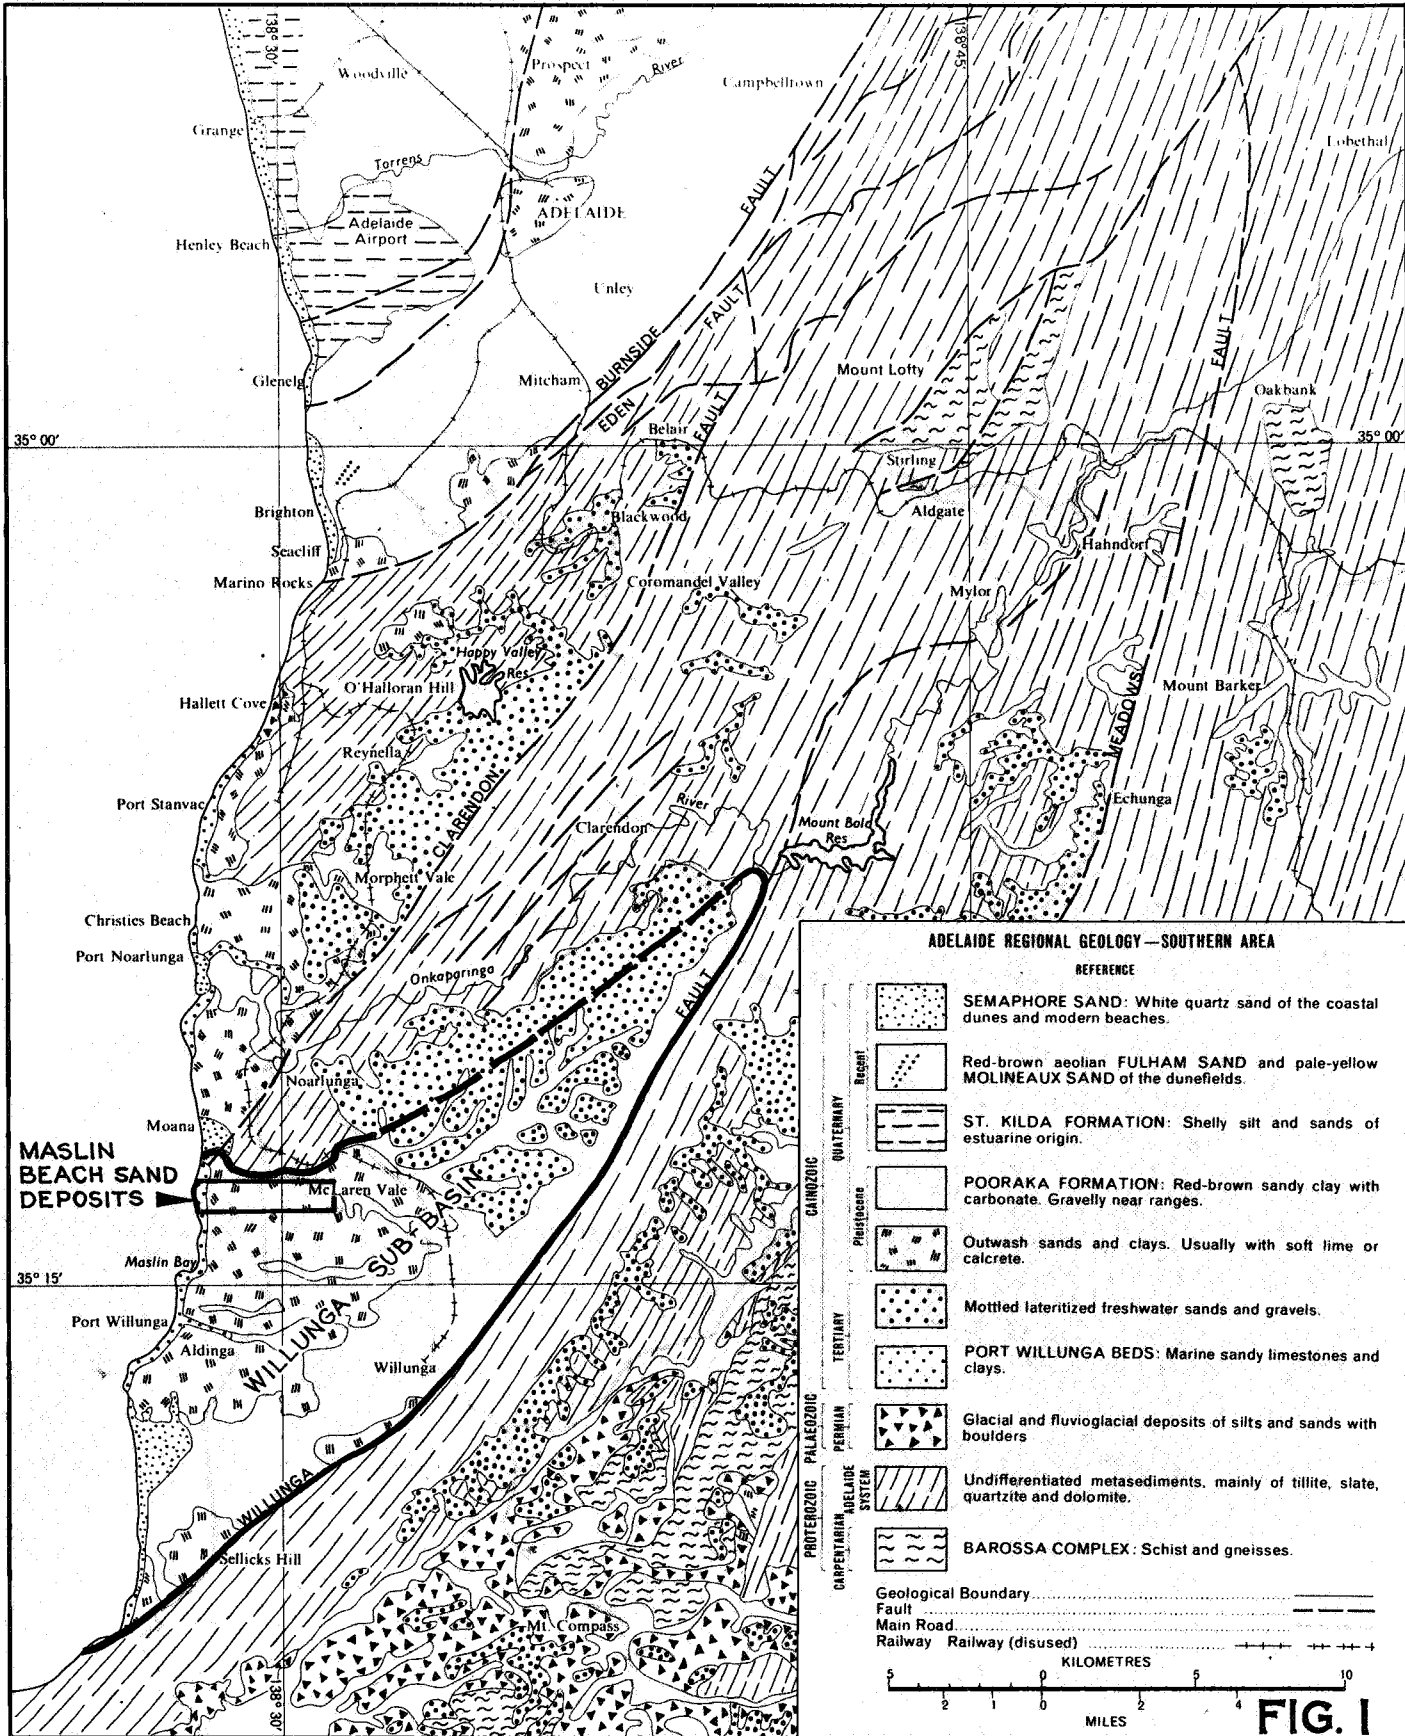 138° 30'
138° 45'
Woodville
Prospect
River
Campbelltown
Grange
Torrens
Lobethal
FAULT
ADELAIDE
Adelaide
Airport
Henley Beach
Unley
FAULT
BURNSIDE
FAULT
Mount Lofty
Glenelg
Mitcham
Oakbank
EDEN
FAULT
Belair
35° 00'
35° 00'
Stirling
Brighton
Blackwood
Aldgate
Seacliff
Hahndorf
Marino Rocks
Coromandel Valley
Mylor
Happy Valley
Res
O'Halloran Hill
Mount Barker
Hallett Cove
MEADOWS
Reynella
Port Stanvac
CLARENDON
River
Echunga
Clarendon
Mount Bold
Res
Morphett Vale
Christies Beach
Port Noarlunga
Onkaparinga
FAULT
Noarlunga
Moana
MASLIN
BEACH SAND
DEPOSITS
McLaren Vale
SUB-BASIN
Maslin Bay
35° 15'
Port Willunga
Aldinga
WILLUNGA
Willunga
WILLUNGA
Sellicks Hill
Mt. Compass
138° 30'
ADELAIDE REGIONAL GEOLOGY—SOUTHERN AREA
REFERENCE
CAINOZOIC
QUATERNARY
Recent
Pleistocene
TERTIARY
PALAEOZOIC
PERMIAN
PROTEROZOIC
ADELAIDE
SYSTEM
CARPENTARIAN
SEMAPHORE SAND: White quartz sand of the coastal
dunes and modern beaches.
Red-brown aeolian FULHAM SAND and pale-yellow
MOLINEAUX SAND of the dunefields.
ST. KILDA FORMATION: Shelly silt and sands of
estuarine origin.
POORAKA FORMATION: Red-brown sandy clay with
carbonate. Gravelly near ranges.
Outwash sands and clays. Usually with soft lime or
calcrete.
Mottled lateritized freshwater sands and gravels.
PORT WILLUNGA BEDS: Marine sandy limestones and
clays.
Glacial and fluvioglacial deposits of silts and sands with
boulders
Undifferentiated metasediments, mainly of tillite, slate,
quartzite and dolomite.
BAROSSA COMPLEX: Schist and gneisses.
Geological Boundary
Fault
Main Road
Railway Railway (disused)
KILOMETRES
5 0 5 10
2 1 0 2 4
MILES
FIG. 1